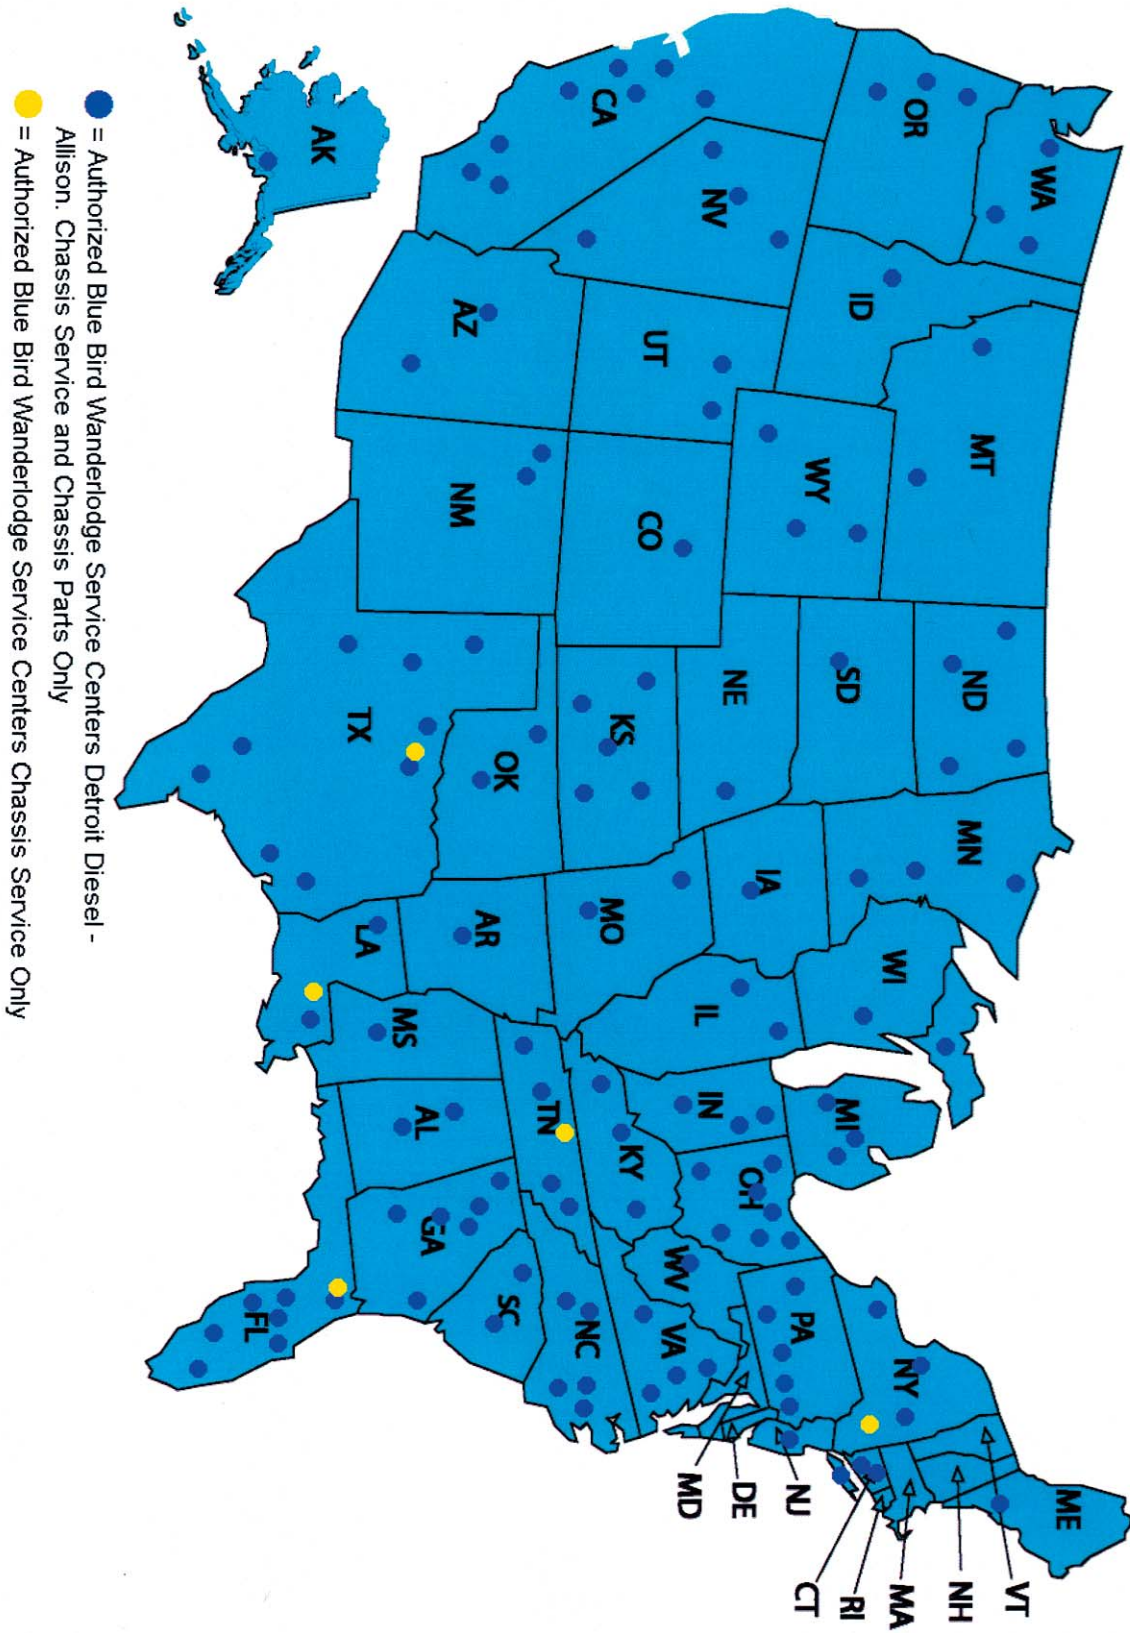 WA
OR
CA
NV
ID
MT
WY
UT
AZ
CO
NM
ND
SD
NE
KS
OK
TX
MN
IA
MO
AR
LA
WI
IL
MS
MI
IN
KY
TN
AL
OH
WV
VA
NC
SC
GA
FL
PA
NY
ME
VT
NH
MA
RI
CT
NJ
DE
MD
AK
= Authorized Blue Bird Wanderlodge Service Centers Detroit Diesel -
Allison. Chassis Service and Chassis Parts Only
= Authorized Blue Bird Wanderlodge Service Centers Chassis Service Only